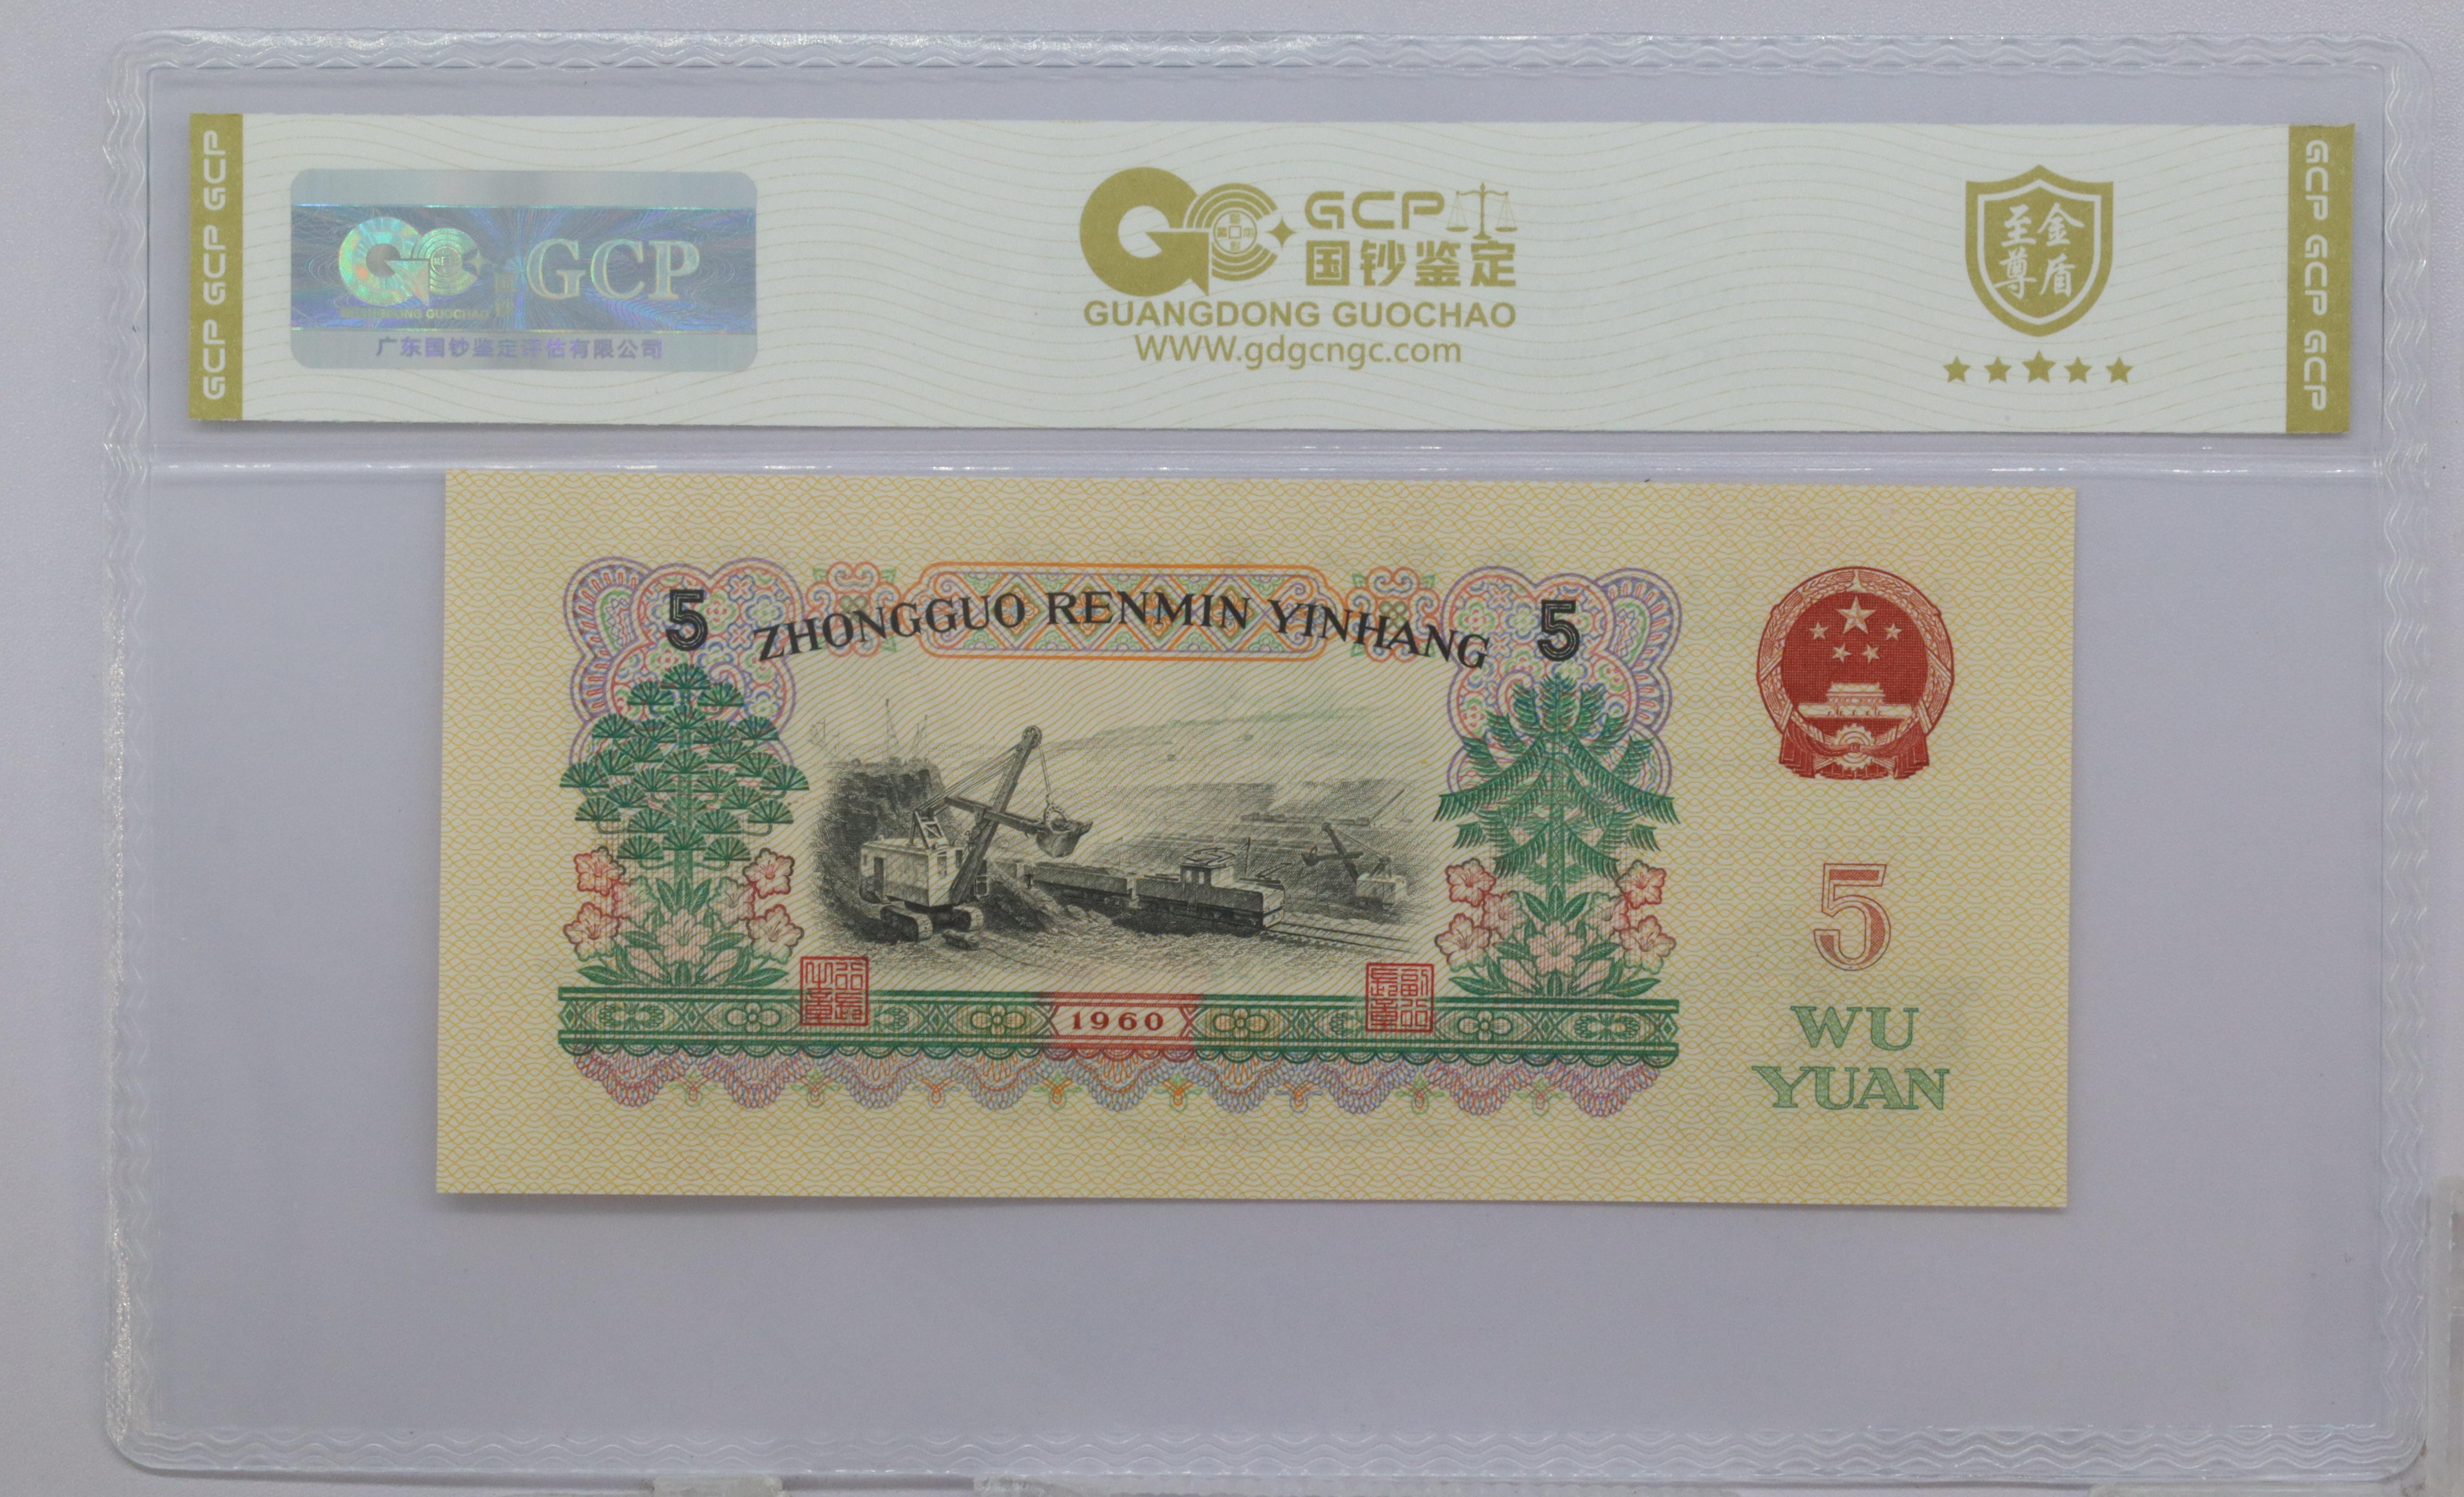 GCP GCP GCP
GCP
GUANGDONG GUOCHAO
广东国钞鉴定评估有限公司
GCP
国钞鉴定
GUANGDONG GUOCHAO
WWW.gdgcngc.com
至尊
金盾
GCP GCP GCP
5 ZHONGGUO RENMIN YINHANG 5
1960
5
WU
YUAN